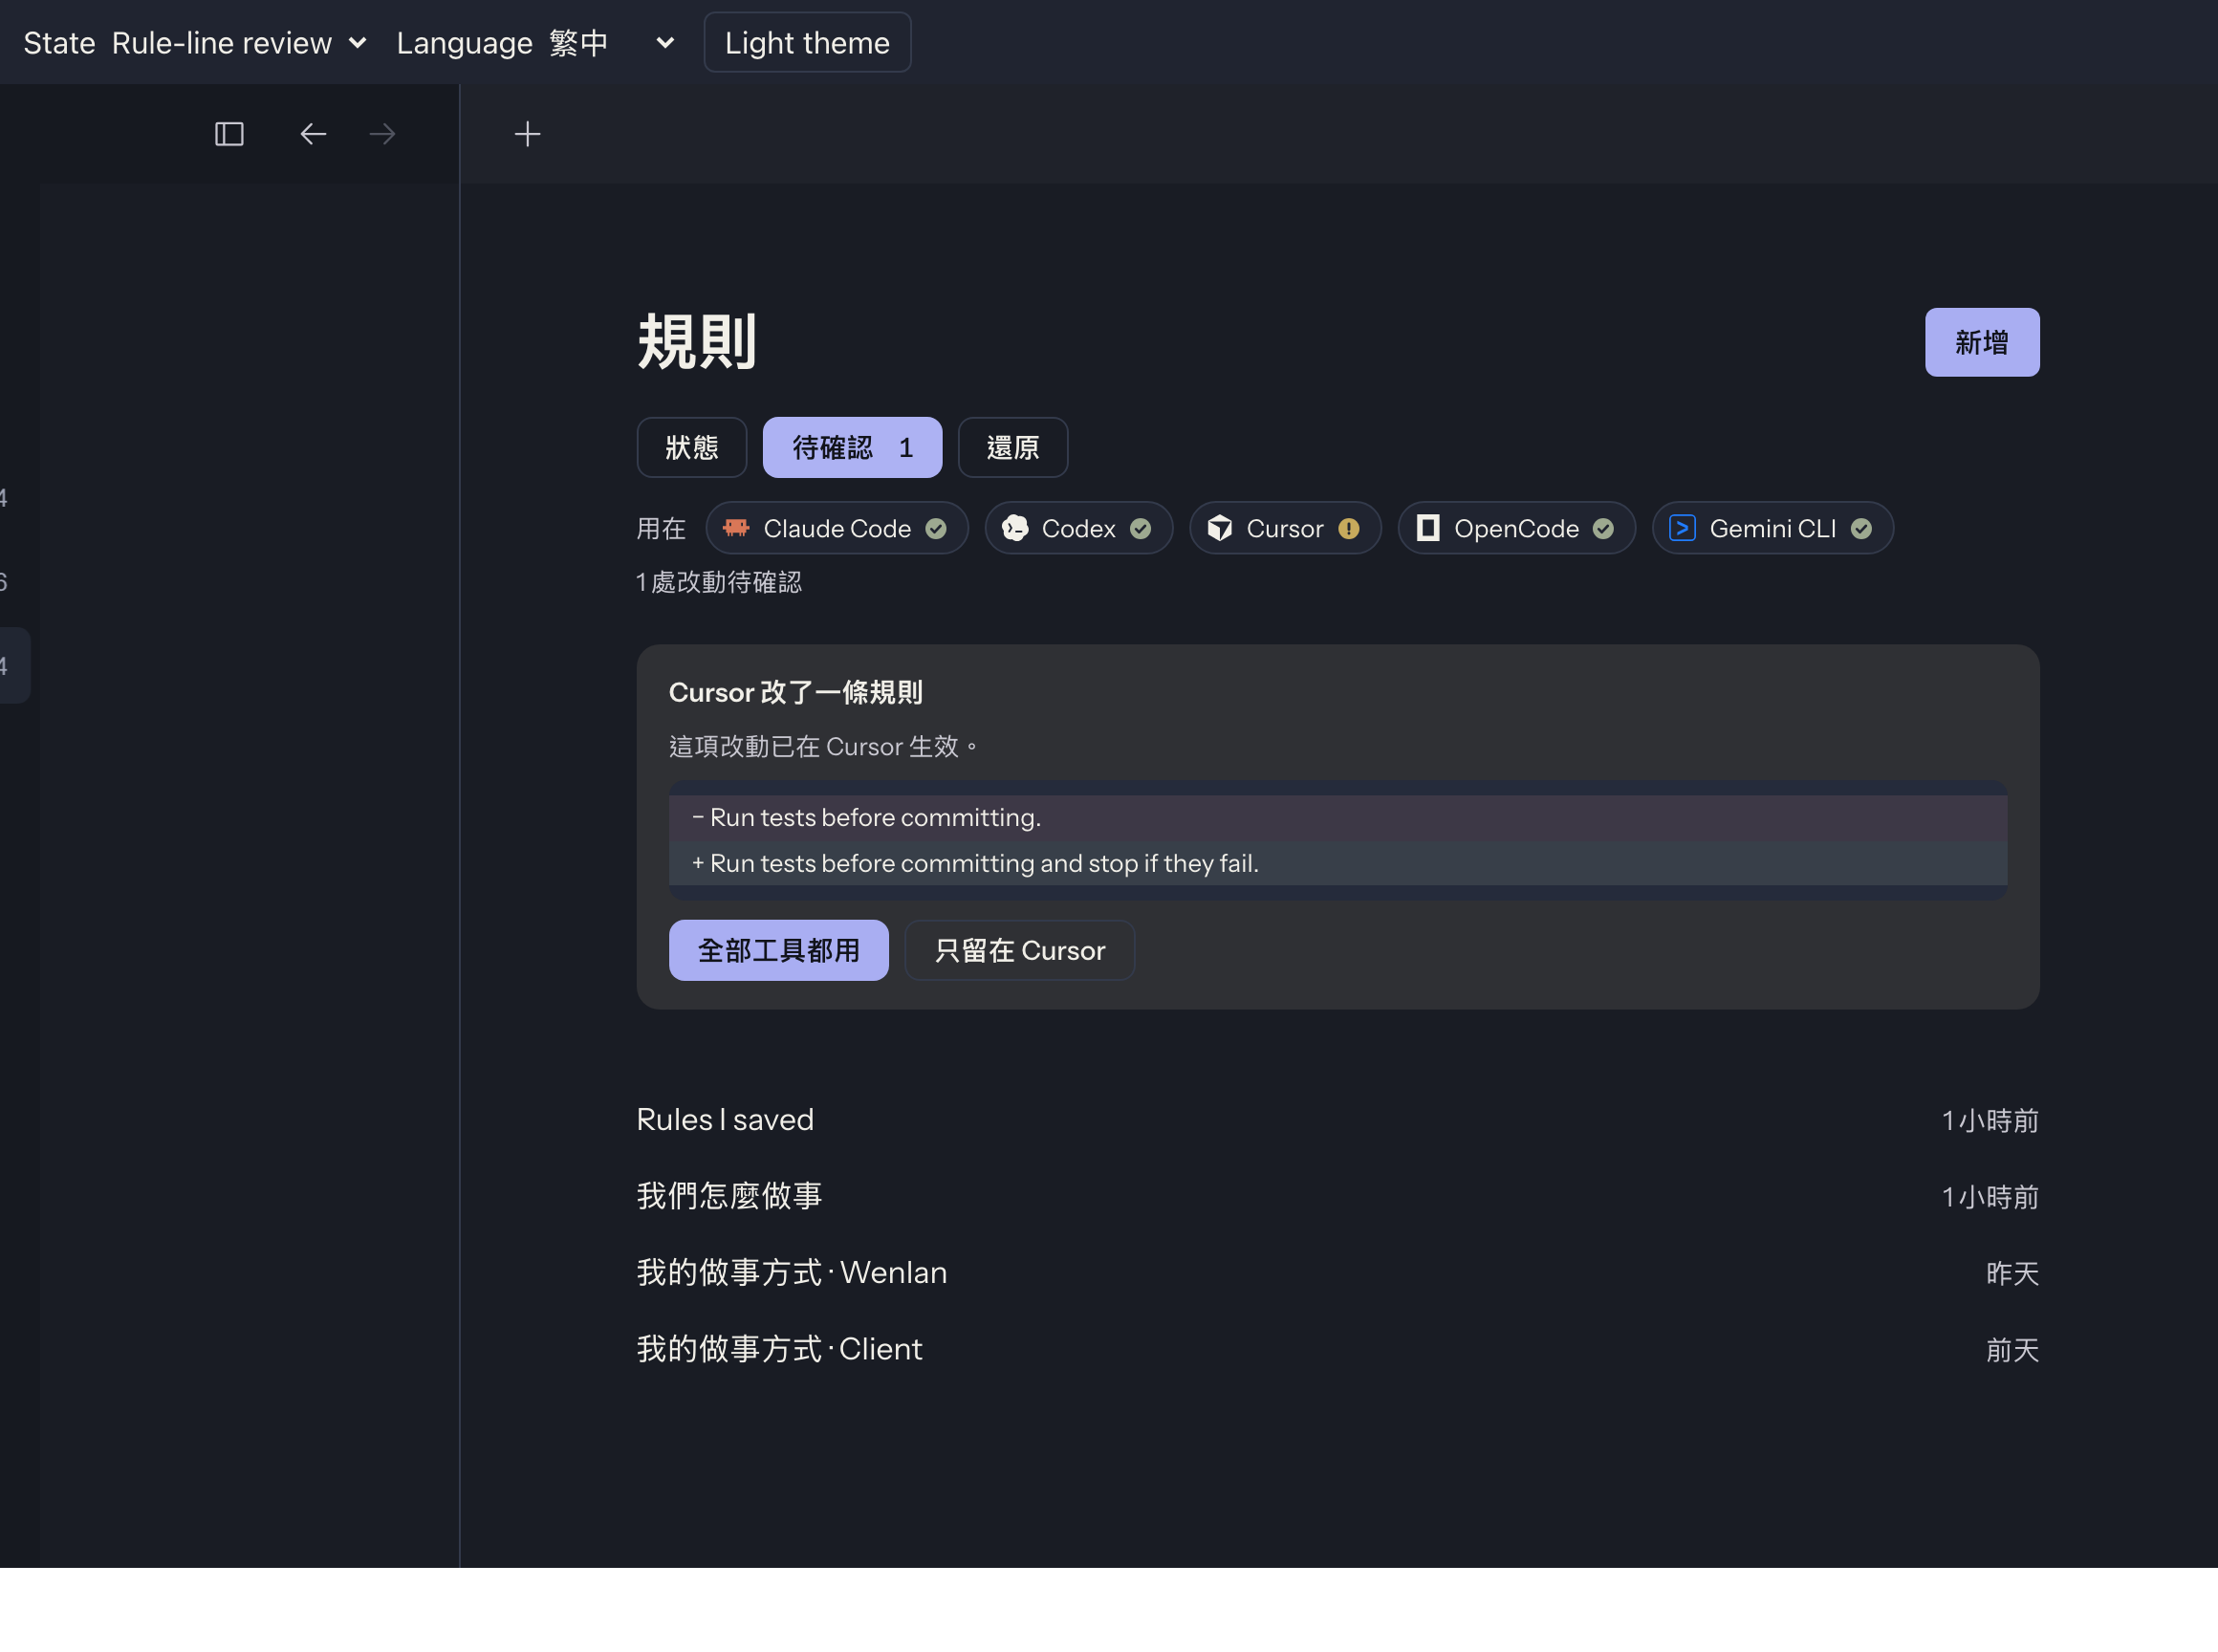 State Rule-line review Language 繁中 Light theme
4
6
4
規則 新增
狀態 待確認 1 還原
用在 Claude Code Codex Cursor OpenCode Gemini CLI
1 處改動待確認
Cursor 改了一條規則
這項改動已在 Cursor 生效。
− Run tests before committing.
+ Run tests before committing and stop if they fail.
全部工具都用 只留在 Cursor
Rules I saved 1 小時前
我們怎麼做事 1 小時前
我的做事方式 · Wenlan 昨天
我的做事方式 · Client 前天